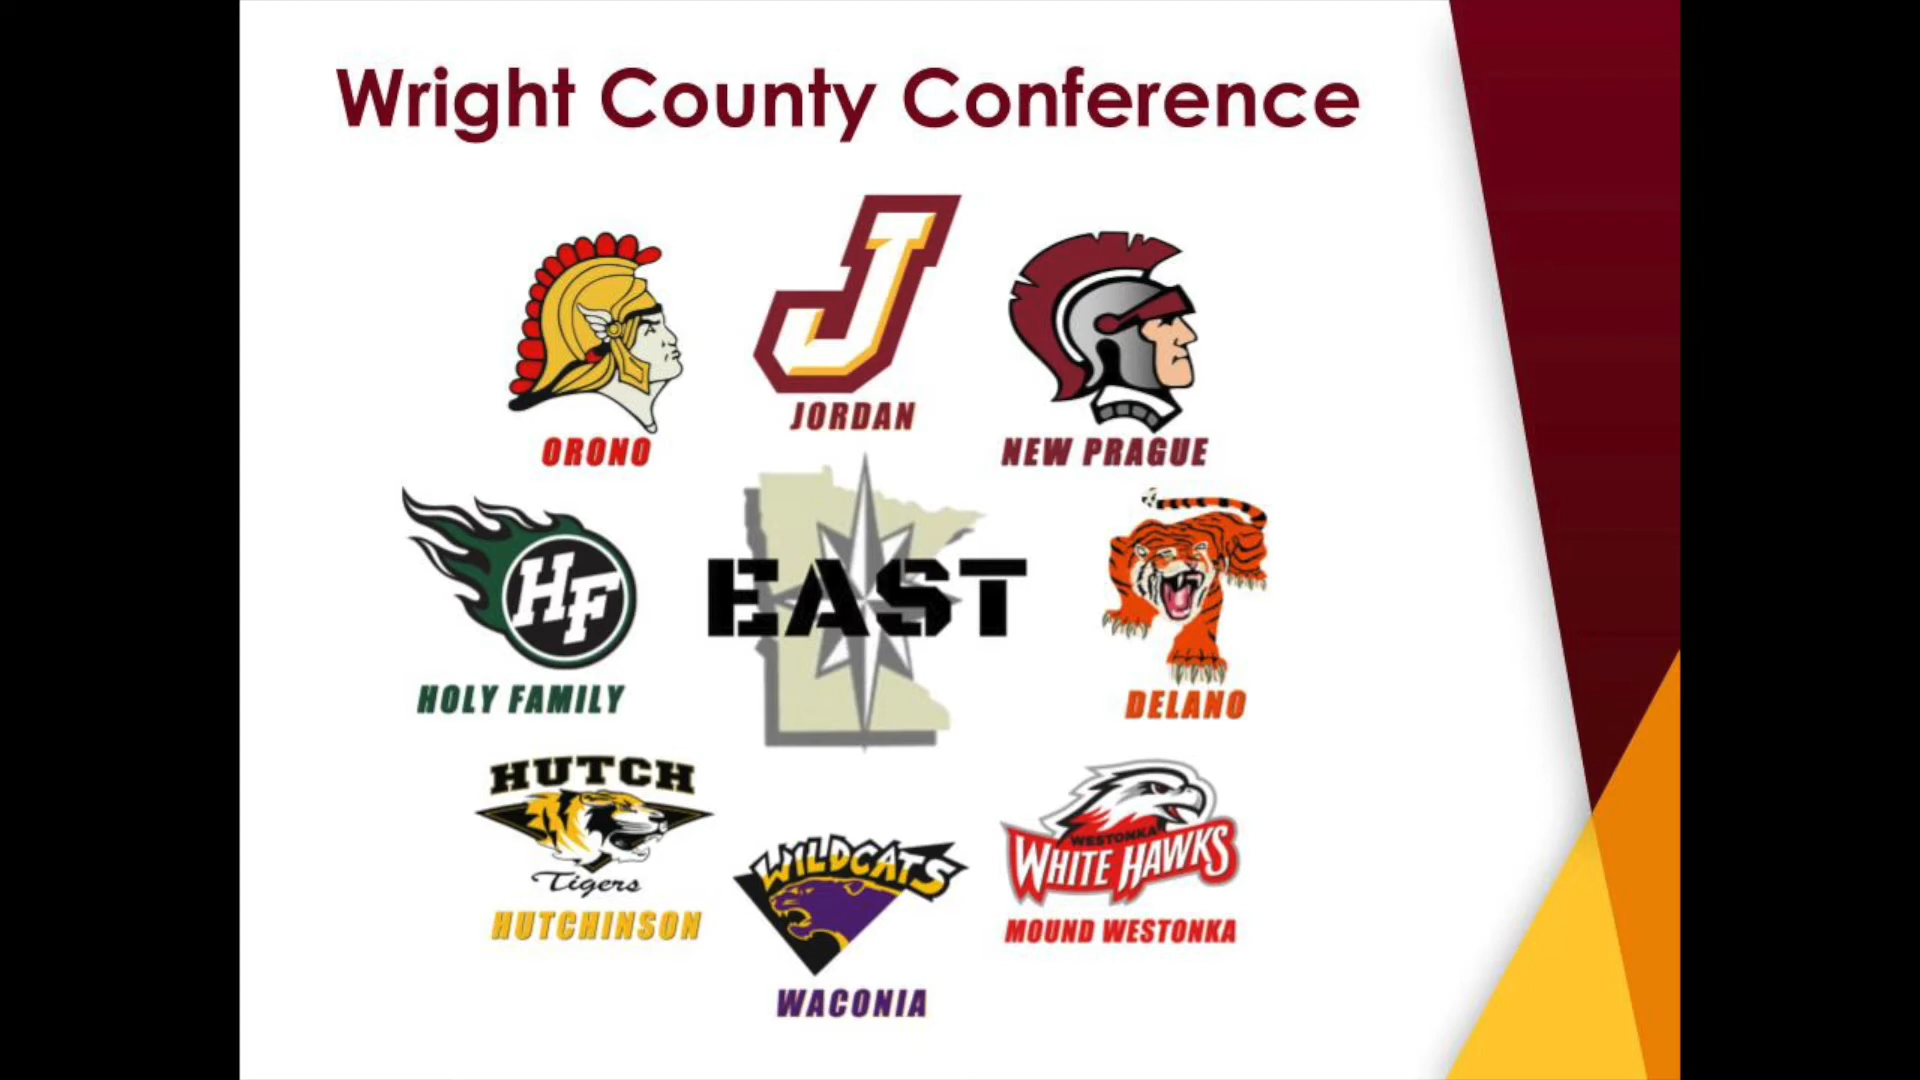 Wright County Conference
J
JORDAN
ORONO
NEW PRAGUE
HF
HOLY FAMILY
EAST
DELANO
HUTCH
Tigers
HUTCHINSON
WILDCATS
WACONIA
WESTONKA
WHITE HAWKS
MOUND WESTONKA